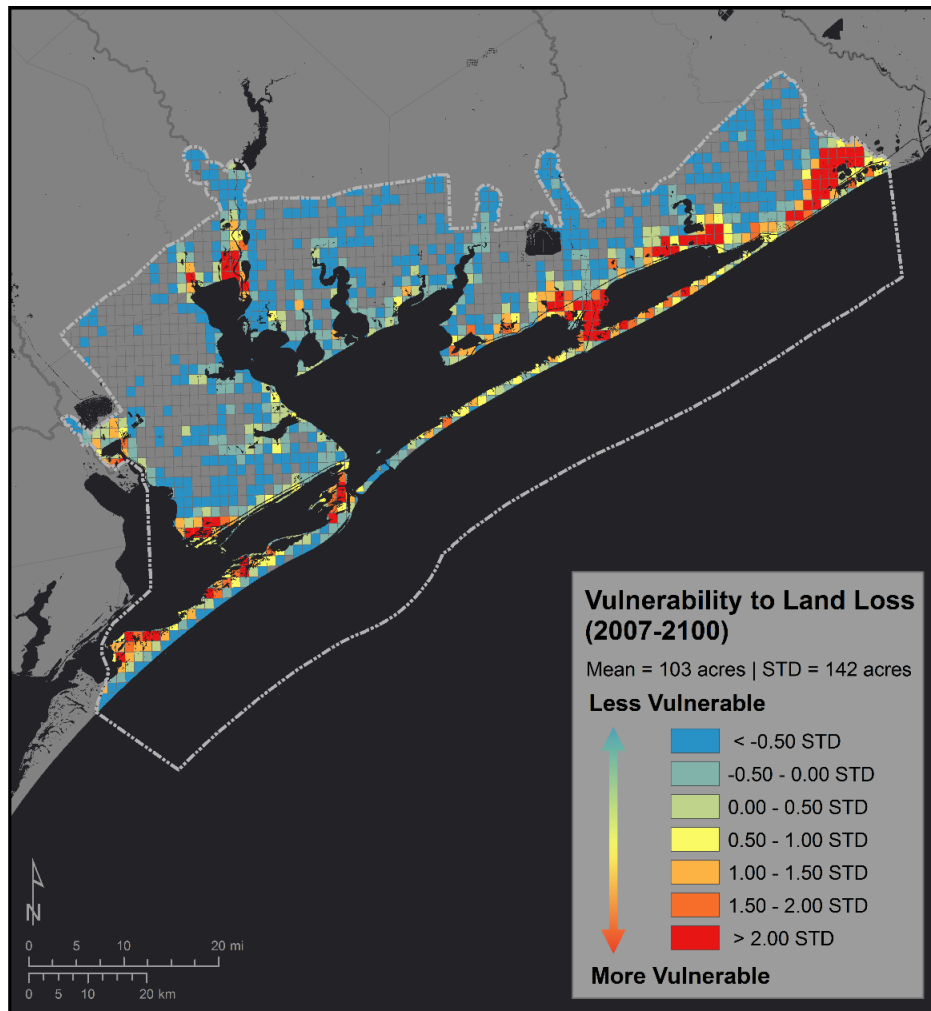 Vulnerability to Land Loss
(2007-2100)
Mean = 103 acres | STD = 142 acres
Less Vulnerable
< -0.50 STD
-0.50 - 0.00 STD
0.00 - 0.50 STD
0.50 - 1.00 STD
1.00 - 1.50 STD
1.50 - 2.00 STD
> 2.00 STD
More Vulnerable
N
0 5 10 20 mi
0 5 10 20 km